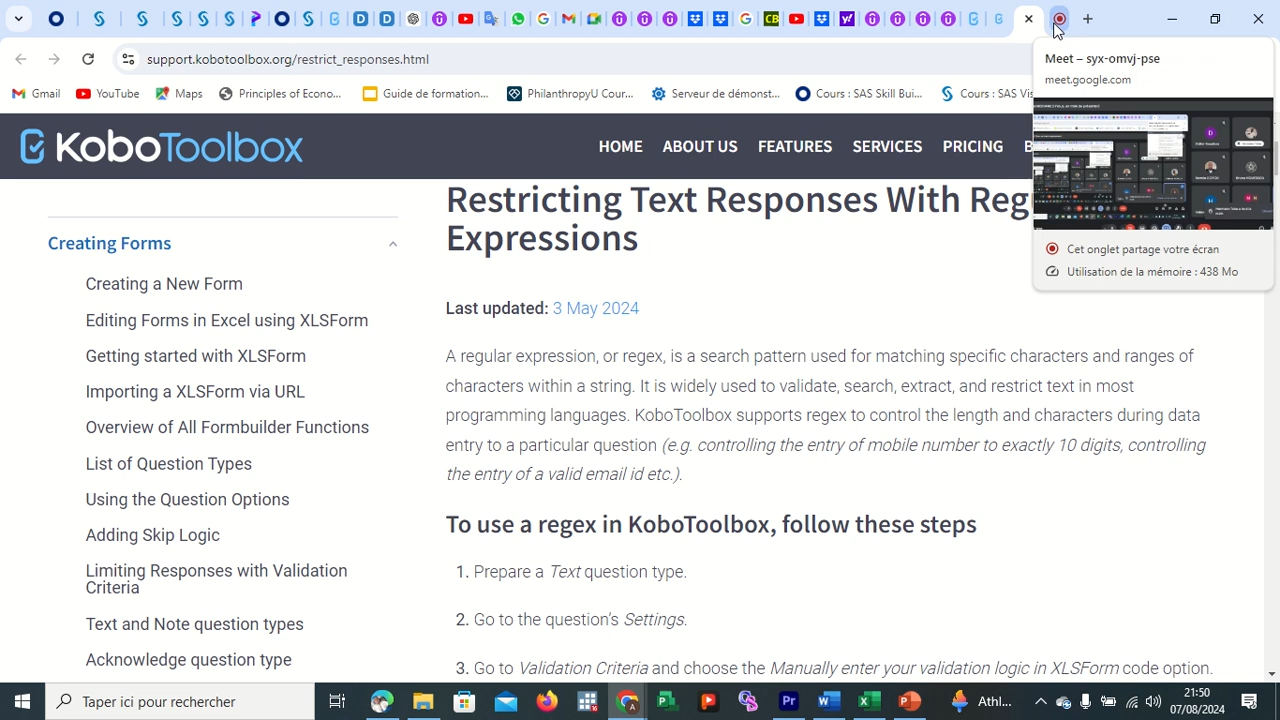 support.kobotoolbox.org/restrict_responses.html
Meet – syx-omvj-pse
meet.google.com
Gmail
YouTube
Maps
Principles of Econo...
Guide de formation...
PhilanthropyU Cour...
Serveur de démonst...
Cours : SAS Skill Bui...
Cours : SAS Vis
KoboToolbox
HOME
ABOUT US
FEATURES
SERVICES
PRICING
Restricting Text Responses With Reg
Expressions
Cet onglet partage votre écran
Utilisation de la mémoire : 438 Mo
Creating Forms
Creating a New Form
Editing Forms in Excel using XLSForm
Getting started with XLSForm
Importing a XLSForm via URL
Overview of All Formbuilder Functions
List of Question Types
Using the Question Options
Adding Skip Logic
Limiting Responses with Validation
Criteria
Text and Note question types
Acknowledge question type
Last updated: 3 May 2024
A regular expression, or regex, is a search pattern used for matching specific characters and ranges of
characters within a string. It is widely used to validate, search, extract, and restrict text in most
programming languages. KoboToolbox supports regex to control the length and characters during data
entry to a particular question (e.g. controlling the entry of mobile number to exactly 10 digits, controlling
the entry of a valid email id etc.).
To use a regex in KoboToolbox, follow these steps
1. Prepare a Text question type.
2. Go to the question's Settings.
3. Go to Validation Criteria and choose the Manually enter your validation logic in XLSForm code option.
Taper ici pour rechercher
Athl...
21:50
07/08/2024